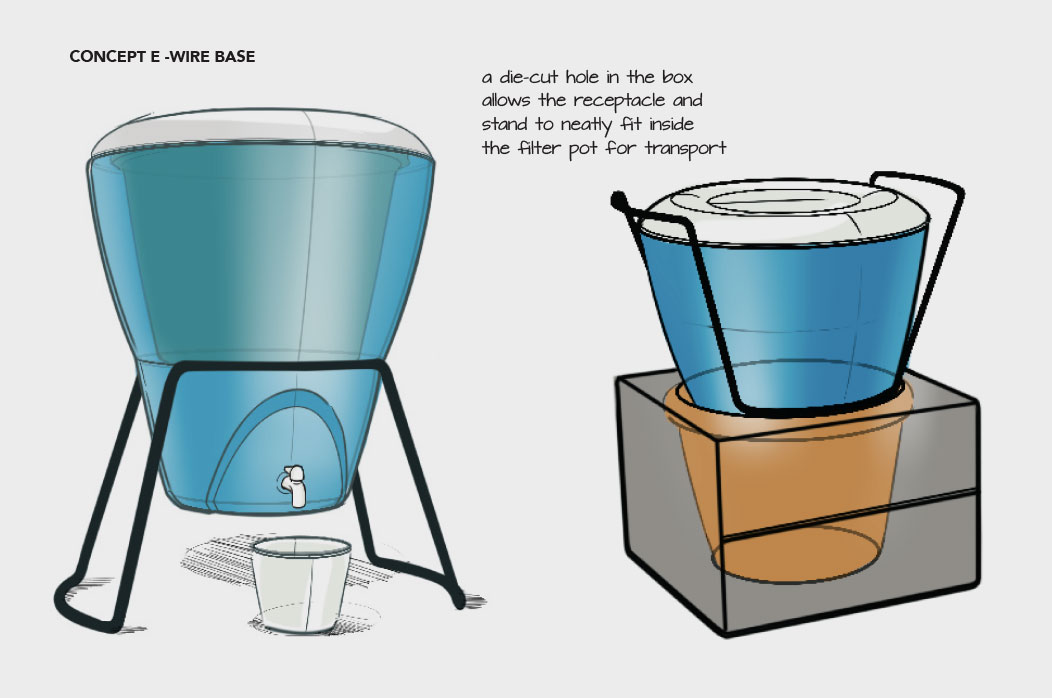 CONCEPT E -WIRE BASE
a die-cut hole in the box
allows the receptacle and
stand to neatly fit inside
the filter pot for transport